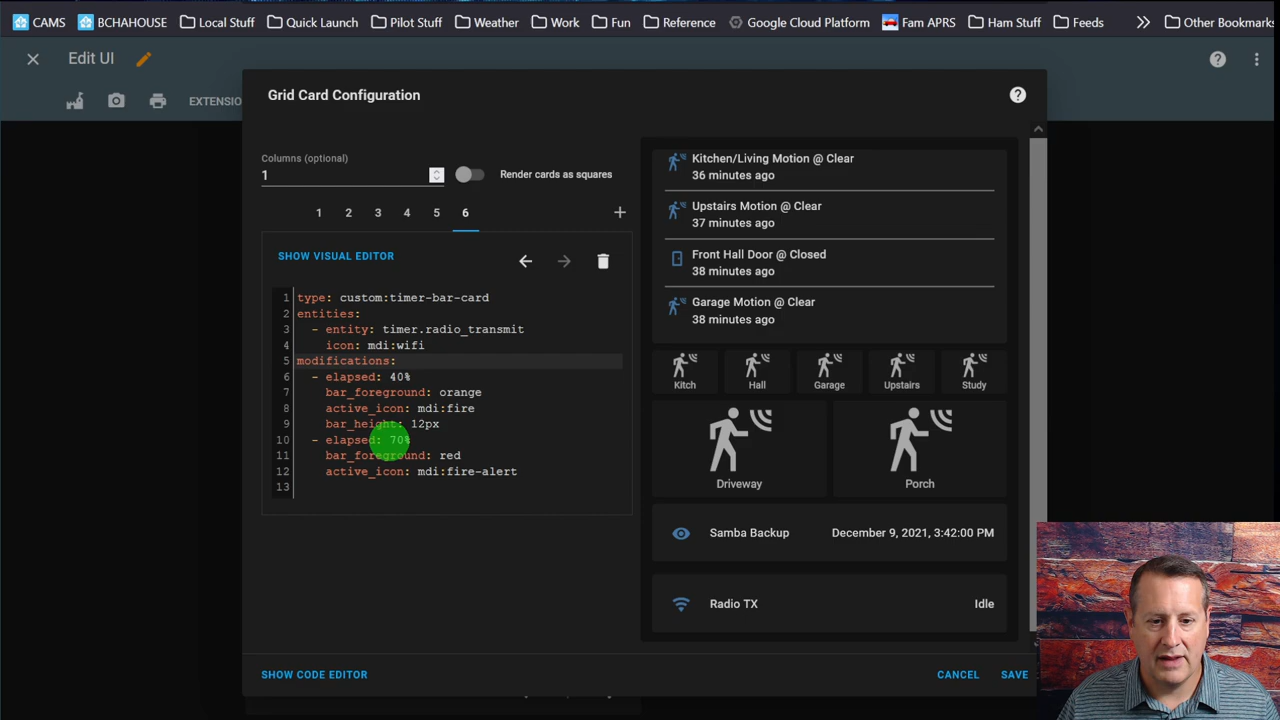 CAMS BCHAHOUSE Local Stuff Quick Launch Pilot Stuff Weather Work Fun Reference Google Cloud Platform Fam APRS Ham Stuff Feeds Other Bookmarks
Edit UI
EXTENSIO
Grid Card Configuration
Columns (optional)
1
Render cards as squares
1 2 3 4 5 6
SHOW VISUAL EDITOR
1 type: custom:timer-bar-card
2 entities:
3 - entity: timer.radio_transmit
4 icon: mdi:wifi
5 modifications:
6 - elapsed: 40%
7 bar_foreground: orange
8 active_icon: mdi:fire
9 bar_height: 12px
10 - elapsed: 70%
11 bar_foreground: red
12 active_icon: mdi:fire-alert
13
Kitchen/Living Motion @ Clear
36 minutes ago
Upstairs Motion @ Clear
37 minutes ago
Front Hall Door @ Closed
38 minutes ago
Garage Motion @ Clear
38 minutes ago
Kitch Hall Garage Upstairs Study
Driveway Porch
Samba Backup December 9, 2021, 3:42:00 PM
Radio TX Idle
SHOW CODE EDITOR
CANCEL SAVE